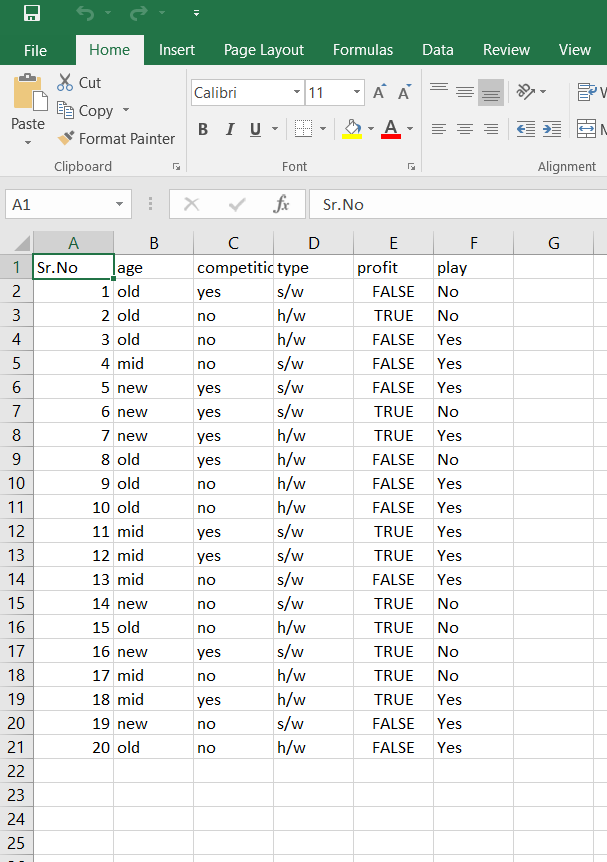 File Home Insert Page Layout Formulas Data Review View
Cut
Copy
Format Painter
Paste
Calibri 11 A A
B I U A
Clipboard Font Alignment
A1 fx Sr.No
A B C D E F G
1 Sr.No age competitic type profit play
2 1 old yes s/w FALSE No
3 2 old no h/w TRUE No
4 3 old no h/w FALSE Yes
5 4 mid no s/w FALSE Yes
6 5 new yes s/w FALSE Yes
7 6 new yes s/w TRUE No
8 7 new yes h/w TRUE Yes
9 8 old yes h/w FALSE No
10 9 old no h/w FALSE Yes
11 10 old no h/w FALSE Yes
12 11 mid yes s/w TRUE Yes
13 12 mid yes s/w TRUE Yes
14 13 mid no s/w FALSE Yes
15 14 new no s/w TRUE No
16 15 old no h/w TRUE No
17 16 new yes s/w TRUE No
18 17 mid no h/w TRUE No
19 18 mid yes h/w TRUE Yes
20 19 new no s/w FALSE Yes
21 20 old no h/w FALSE Yes
22
23
24
25